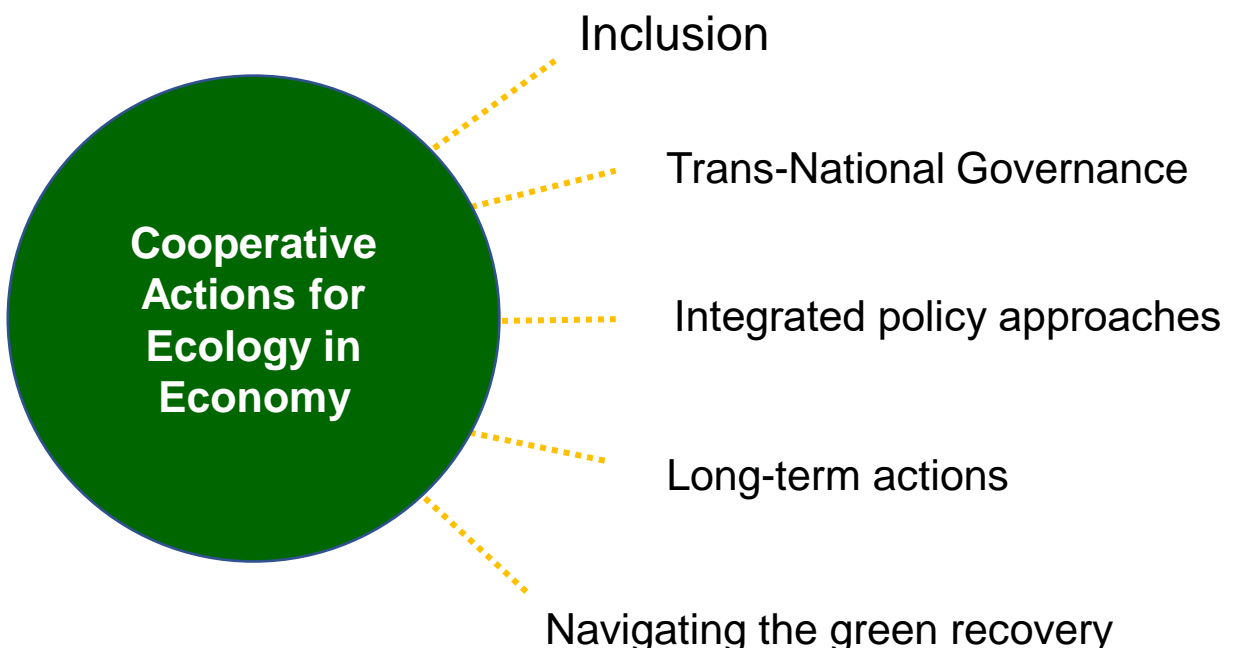 Inclusion
Trans-National Governance
Cooperative
Actions for
Ecology in
Economy
Integrated policy approaches
Long-term actions
Navigating the green recovery